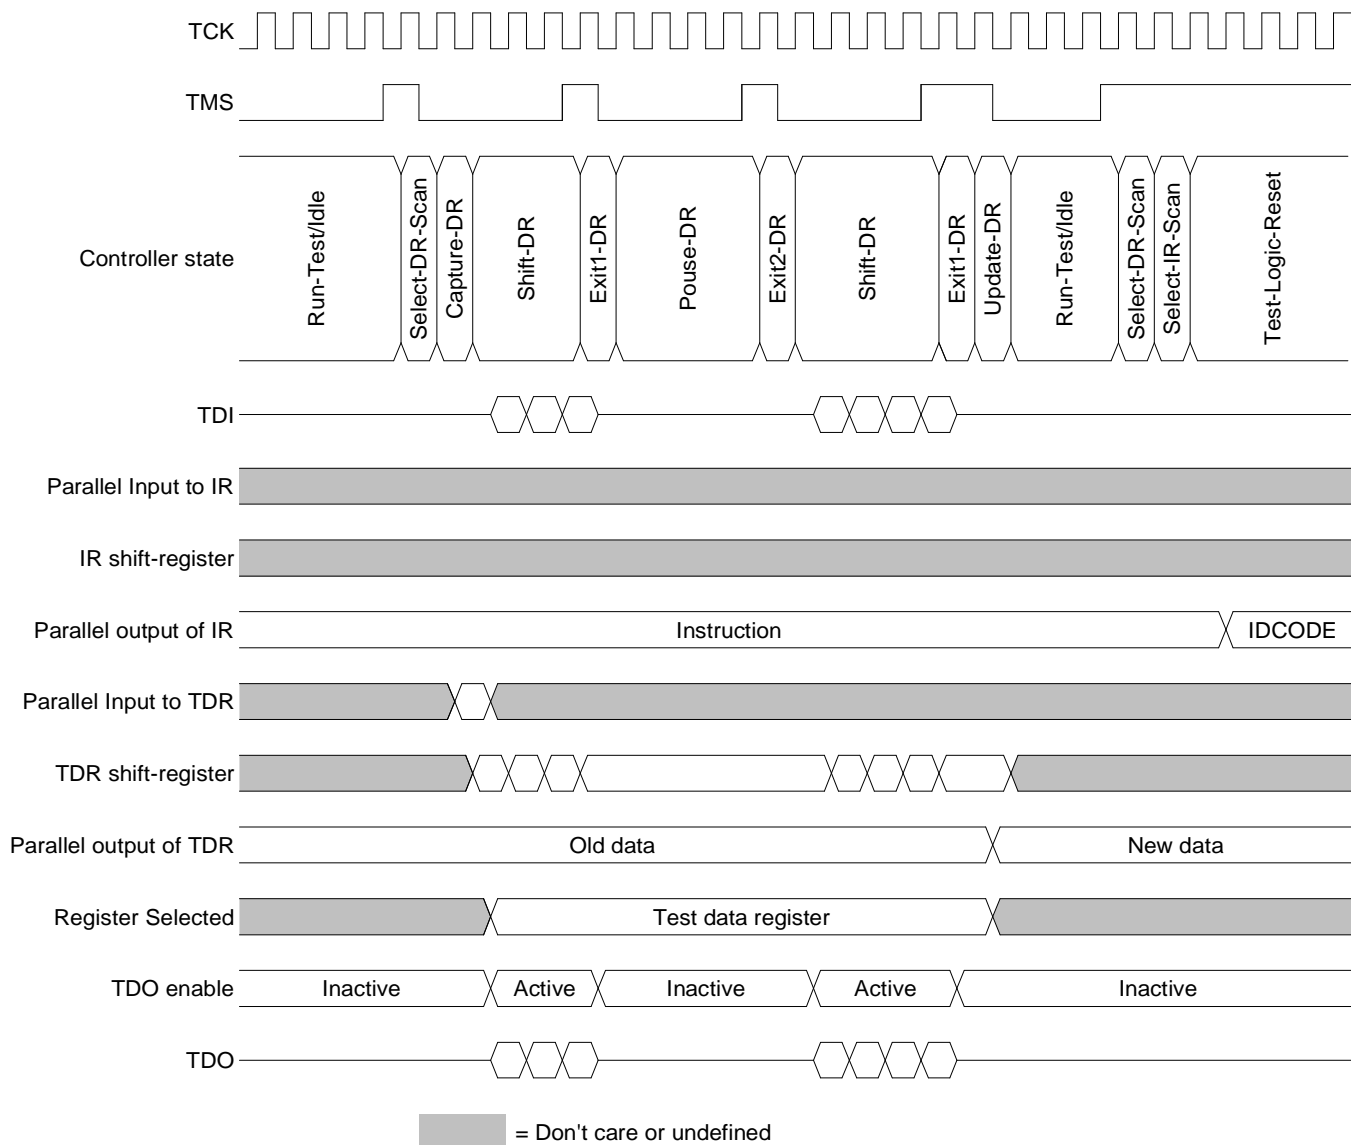 TCK
TMS
Controller state
Run-Test/Idle
Select-DR-Scan
Capture-DR
Shift-DR
Exit1-DR
Pouse-DR
Exit2-DR
Shift-DR
Exit1-DR
Update-DR
Run-Test/Idle
Select-DR-Scan
Select-IR-Scan
Test-Logic-Reset
TDI
Parallel Input to IR
IR shift-register
Parallel output of IR
Instruction
IDCODE
Parallel Input to TDR
TDR shift-register
Parallel output of TDR
Old data
New data
Register Selected
Test data register
TDO enable
Inactive
Active
Inactive
Active
Inactive
TDO
= Don't care or undefined